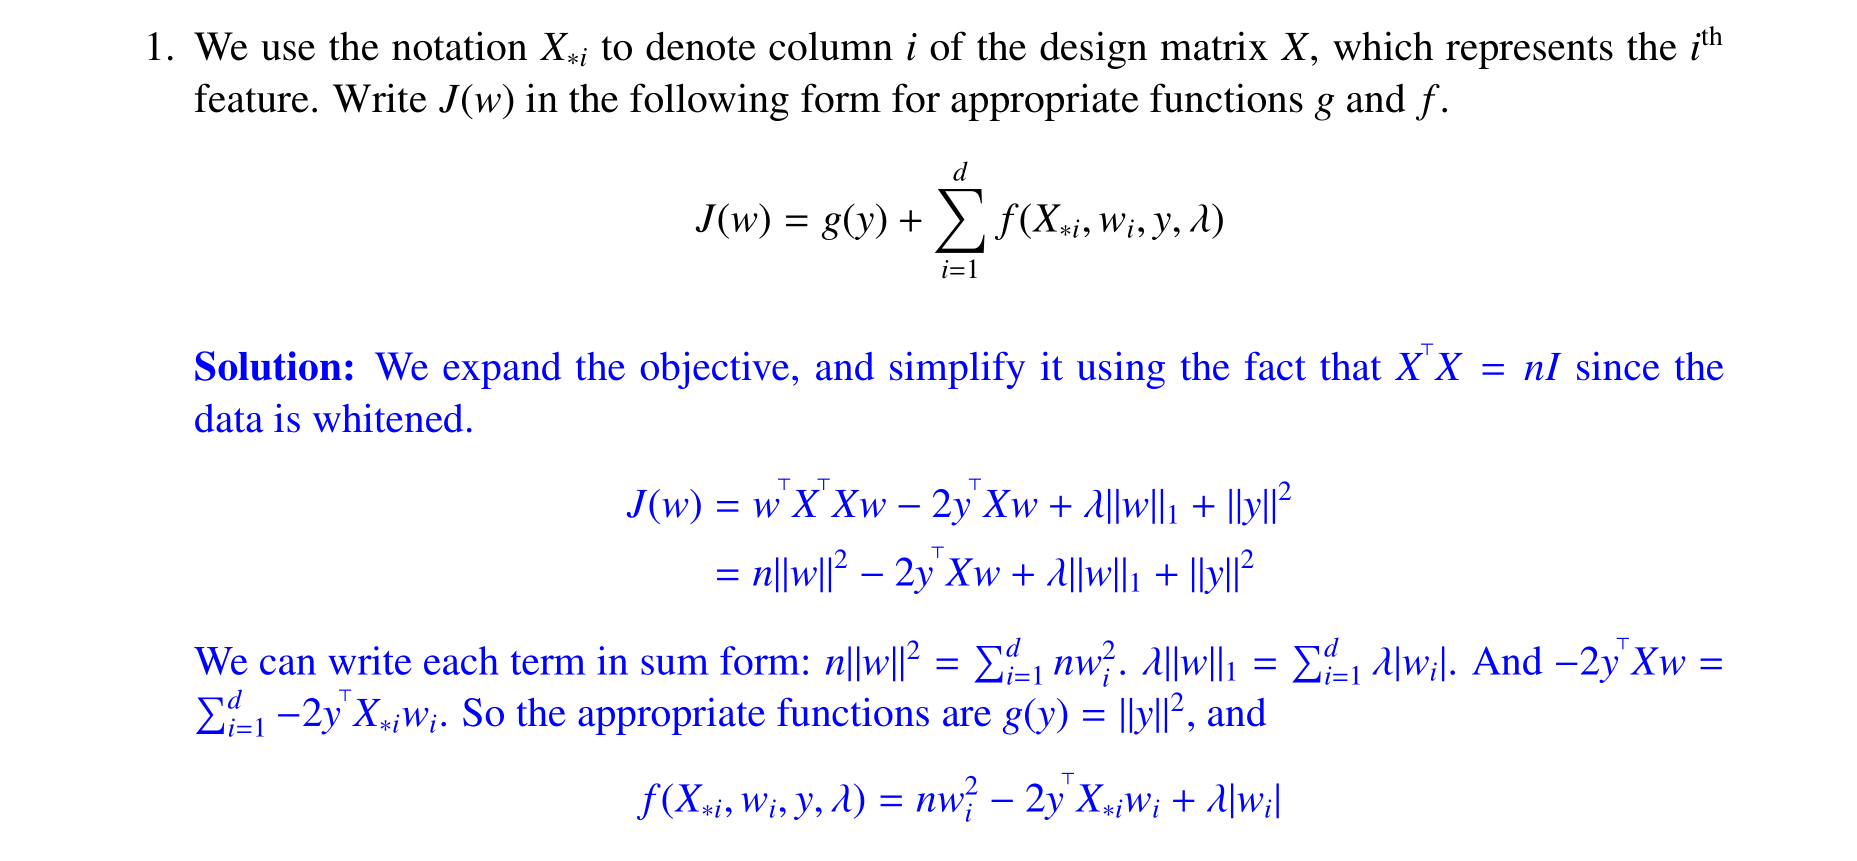 1. We use the notation X_{*i} to denote column i of the design matrix X, which represents the i^{th}
feature. Write J(w) in the following form for appropriate functions g and f.
J(w) = g(y) + \sum_{i=1}^{d} f(X_{*i}, w_i, y, λ)
Solution: We expand the objective, and simplify it using the fact that X^⊤X = nI since the
data is whitened.
J(w) = w^⊤X^⊤Xw − 2y^⊤Xw + λ||w||_1 + ||y||^2
= n||w||^2 − 2y^⊤Xw + λ||w||_1 + ||y||^2
We can write each term in sum form: n||w||^2 = \sum_{i=1}^{d} nw_i^2. λ||w||_1 = \sum_{i=1}^{d} λ|w_i|. And −2y^⊤Xw =
\sum_{i=1}^{d} −2y^⊤X_{*i}w_i. So the appropriate functions are g(y) = ||y||^2, and
f(X_{*i}, w_i, y, λ) = nw_i^2 − 2y^⊤X_{*i}w_i + λ|w_i|